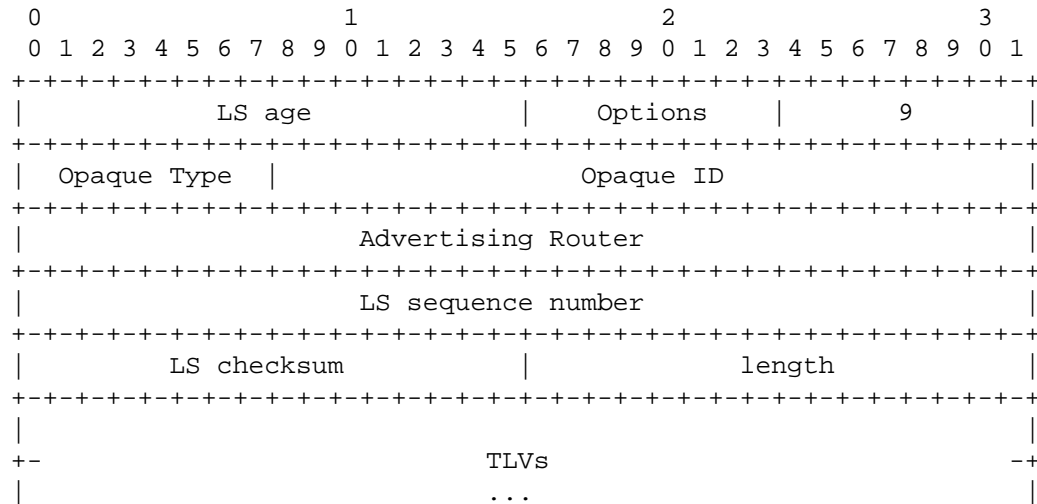 0                   1                   2                   3
 0 1 2 3 4 5 6 7 8 9 0 1 2 3 4 5 6 7 8 9 0 1 2 3 4 5 6 7 8 9 0 1
+-+-+-+-+-+-+-+-+-+-+-+-+-+-+-+-+-+-+-+-+-+-+-+-+-+-+-+-+-+-+-+-+
|            LS age             |    Options    |       9       |
+-+-+-+-+-+-+-+-+-+-+-+-+-+-+-+-+-+-+-+-+-+-+-+-+-+-+-+-+-+-+-+-+
|  Opaque Type  |                   Opaque ID                   |
+-+-+-+-+-+-+-+-+-+-+-+-+-+-+-+-+-+-+-+-+-+-+-+-+-+-+-+-+-+-+-+-+
|                     Advertising Router                        |
+-+-+-+-+-+-+-+-+-+-+-+-+-+-+-+-+-+-+-+-+-+-+-+-+-+-+-+-+-+-+-+-+
|                     LS sequence number                        |
+-+-+-+-+-+-+-+-+-+-+-+-+-+-+-+-+-+-+-+-+-+-+-+-+-+-+-+-+-+-+-+-+
|         LS checksum           |             length            |
+-+-+-+-+-+-+-+-+-+-+-+-+-+-+-+-+-+-+-+-+-+-+-+-+-+-+-+-+-+-+-+-+
|                                                               |
+-                            TLVs                             -+
|                             ...                               |